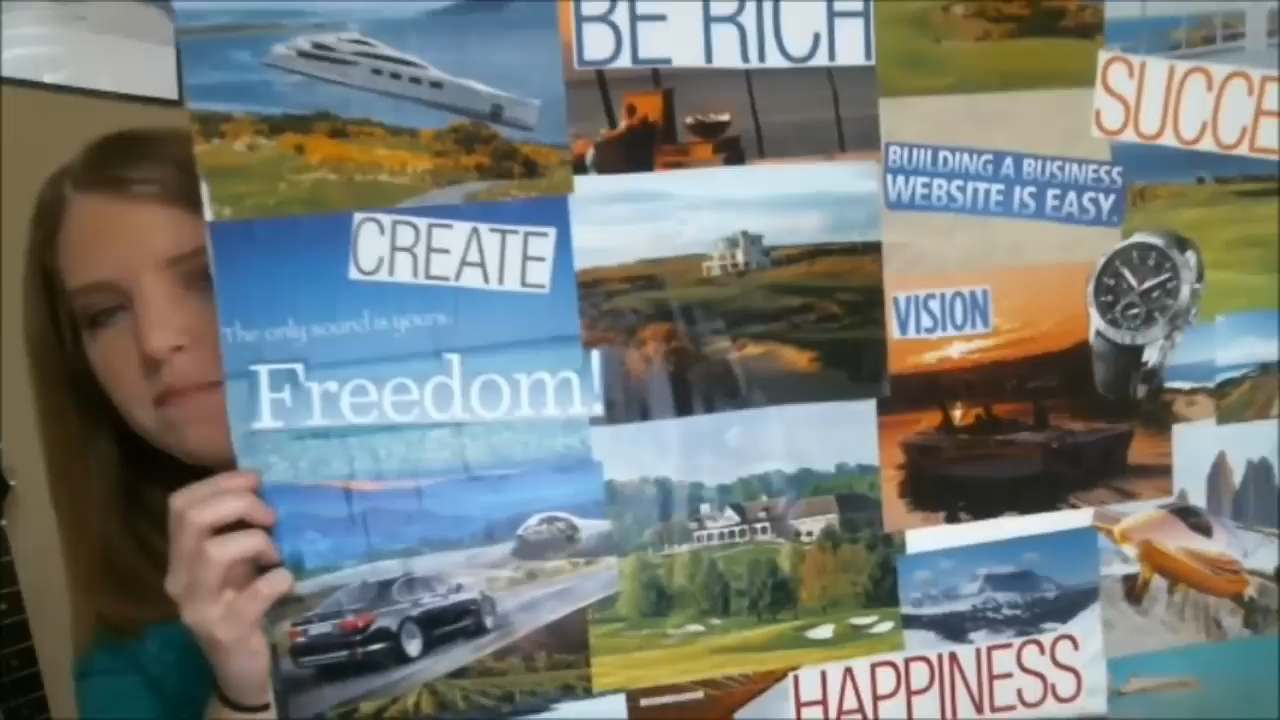 BE RICH
SUCCE
BUILDING A BUSINESS
WEBSITE IS EASY.
CREATE
The only sound is yours.
VISION
Freedom!
HAPPINESS